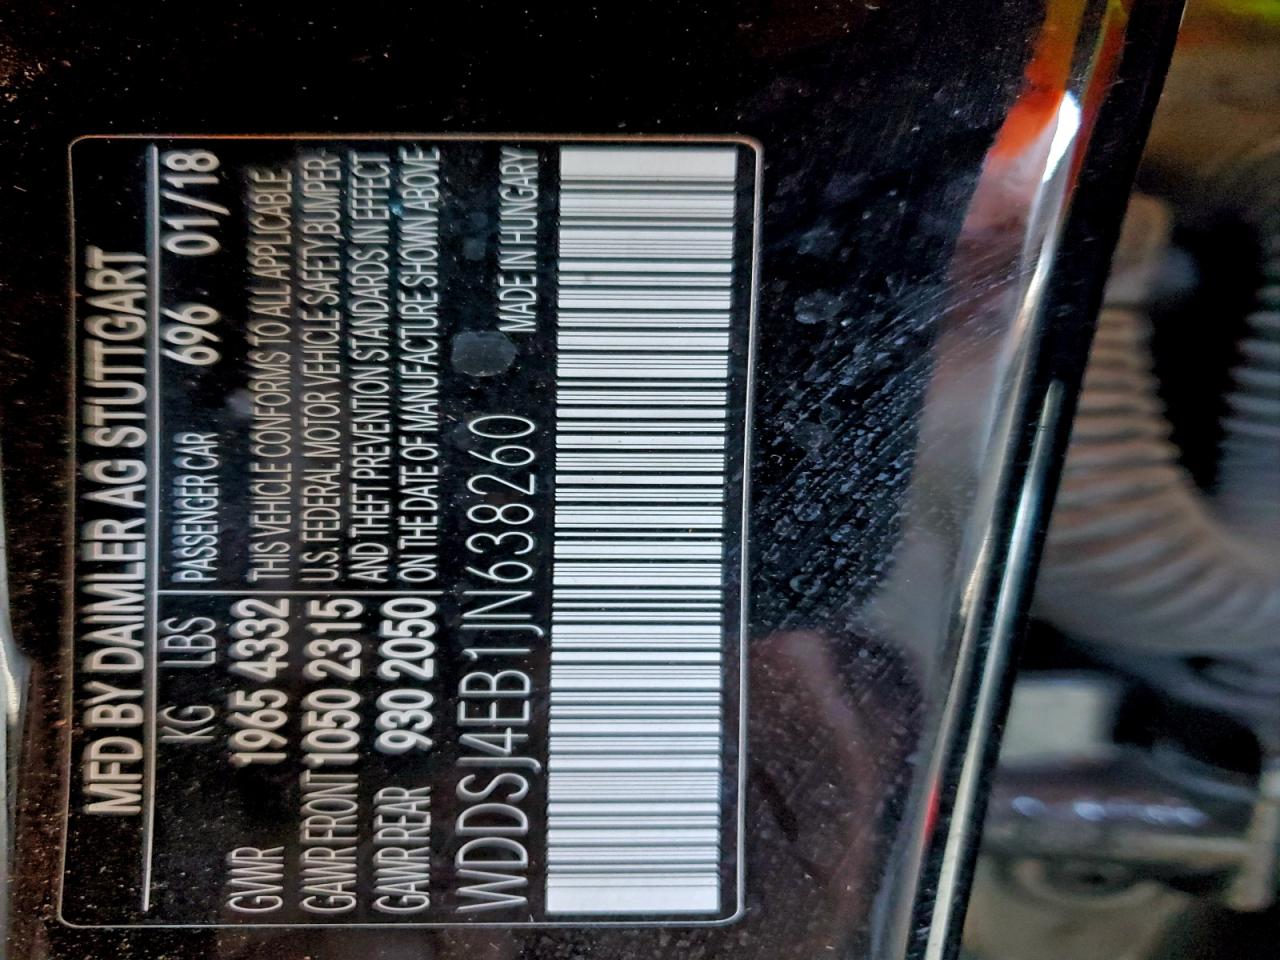 MFD BY DAIMLER AG STUTTGART
KG LBS PASSENGER CAR 696 01/18
GVWR 1965 4332 THIS VEHICLE CONFORMS TO ALL APPLICABLE
GAWR FRONT 1050 2315 U.S. FEDERAL MOTOR VEHICLE SAFETY BUMPER-
GAWR REAR 930 2050 AND THEFT PREVENTION STANDARDS IN EFFECT
ON THE DATE OF MANUFACTURE SHOWN ABOVE
WDDSJ4EB1JN638260 MADE IN HUNGARY